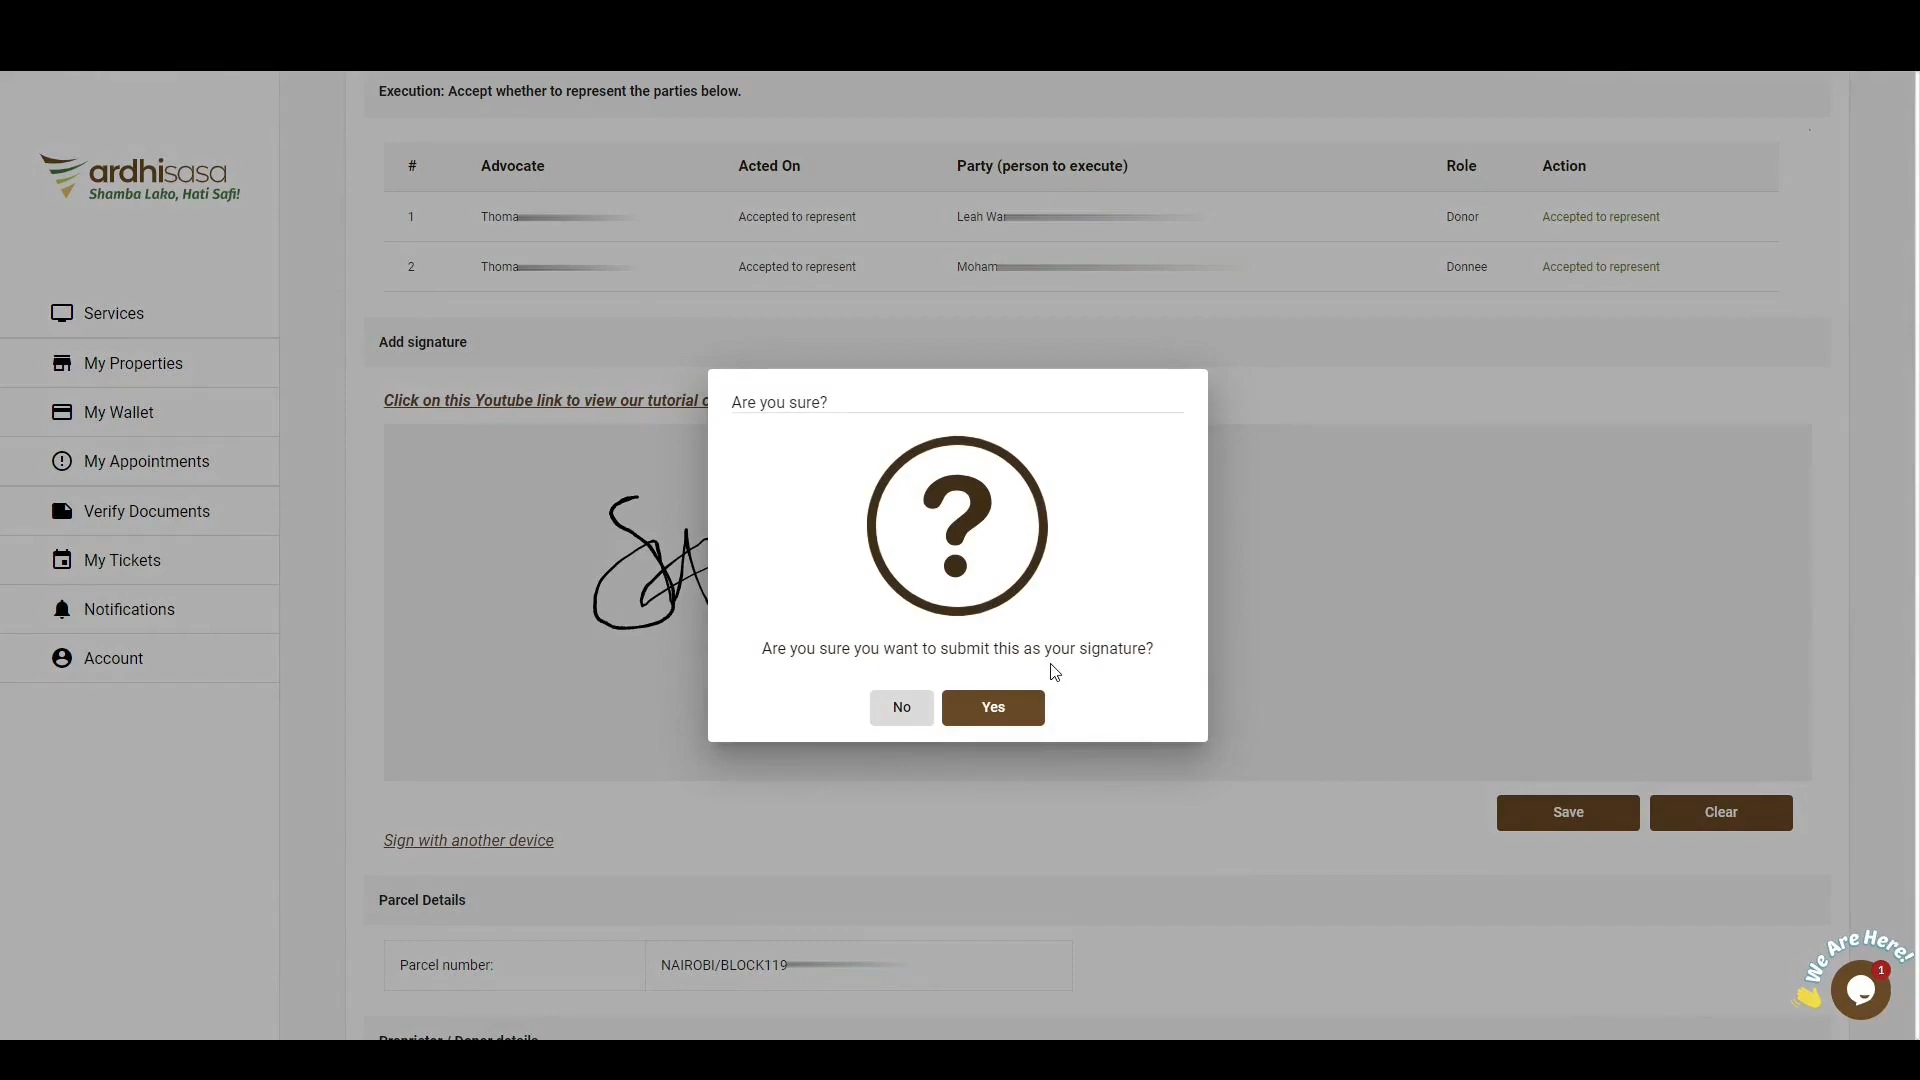 Execution: Accept whether to represent the parties below.
ardhisasa
Shamba Lako, Hati Safi!
# Advocate Acted On Party (person to execute) Role Action
1 Thoma Accepted to represent Leah Wa Donor Accepted to represent
2 Thoma Accepted to represent Moham Donnee Accepted to represent
Services
My Properties
My Wallet
My Appointments
Verify Documents
My Tickets
Notifications
Account
Add signature
Click on this Youtube link to view our tutorial
Are you sure?
?
Are you sure you want to submit this as your signature?
No Yes
Save Clear
Sign with another device
Parcel Details
Parcel number: NAIROBI/BLOCK119
Proprietor / Donor details
We Are Here!
1